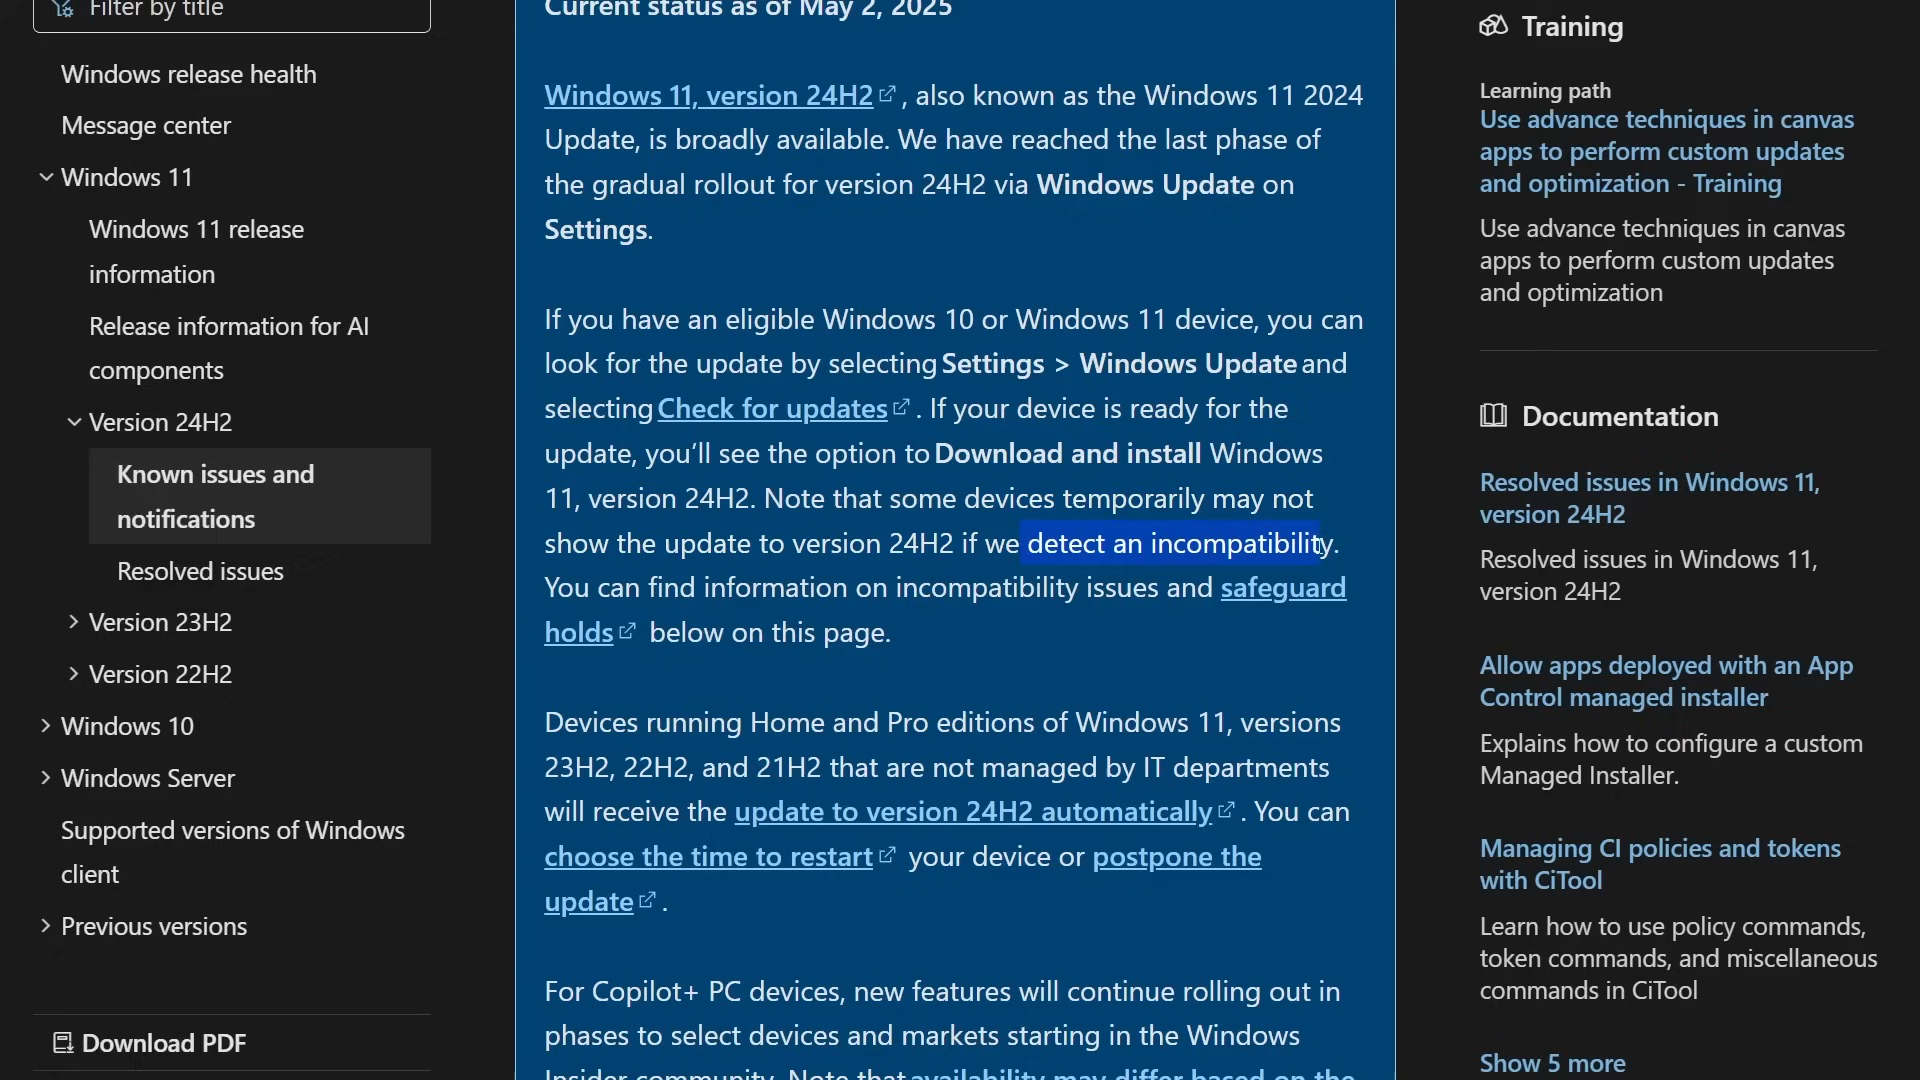 Filter by title
Windows release health
Message center
Windows 11
Windows 11 release
information
Release information for AI
components
Version 24H2
Known issues and
notifications
Resolved issues
Version 23H2
Version 22H2
Windows 10
Windows Server
Supported versions of Windows
client
Previous versions
Download PDF
Current status as of May 2, 2025
Windows 11, version 24H2 , also known as the Windows 11 2024
Update, is broadly available. We have reached the last phase of
the gradual rollout for version 24H2 via Windows Update on
Settings.
If you have an eligible Windows 10 or Windows 11 device, you can
look for the update by selecting Settings > Windows Update and
selecting Check for updates . If your device is ready for the
update, you’ll see the option to Download and install Windows
11, version 24H2. Note that some devices temporarily may not
show the update to version 24H2 if we detect an incompatibility.
You can find information on incompatibility issues and safeguard
holds below on this page.
Devices running Home and Pro editions of Windows 11, versions
23H2, 22H2, and 21H2 that are not managed by IT departments
will receive the update to version 24H2 automatically . You can
choose the time to restart your device or postpone the
update .
For Copilot+ PC devices, new features will continue rolling out in
phases to select devices and markets starting in the Windows
Insider community. Note that availability may differ based on the
Training
Learning path
Use advance techniques in canvas
apps to perform custom updates
and optimization - Training
Use advance techniques in canvas
apps to perform custom updates
and optimization
Documentation
Resolved issues in Windows 11,
version 24H2
Resolved issues in Windows 11,
version 24H2
Allow apps deployed with an App
Control managed installer
Explains how to configure a custom
Managed Installer.
Managing CI policies and tokens
with CiTool
Learn how to use policy commands,
token commands, and miscellaneous
commands in CiTool
Show 5 more